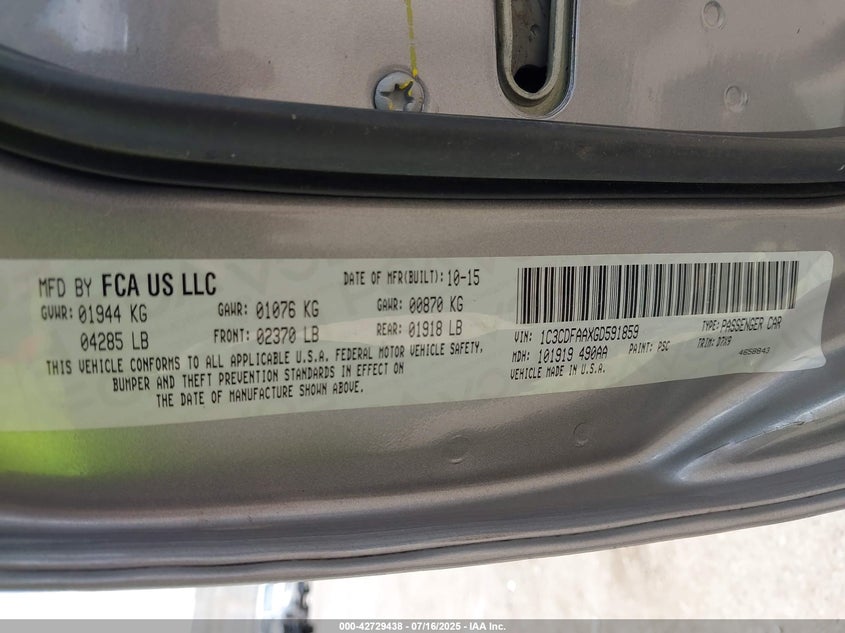 MFD BY FCA US LLC
DATE OF MFR(BUILT): 10-15
GVWR: 01944 KG
GAWR: 01076 KG
GAWR: 00870 KG
04285 LB
FRONT: 02370 LB
REAR: 01918 LB
THIS VEHICLE CONFORMS TO ALL APPLICABLE U.S.A. FEDERAL MOTOR VEHICLE SAFETY,
BUMPER AND THEFT PREVENTION STANDARDS IN EFFECT ON
THE DATE OF MANUFACTURE SHOWN ABOVE.
VIN: 1C3CDFAAXGD591859
TYPE: PASSENGER CAR
MDH: 101919 490AA
PAINT: PSC
TRIM: D7X9
VEHICLE MADE IN U.S.A.
4658843
000-42729438 - 07/16/2025 - IAA Inc.